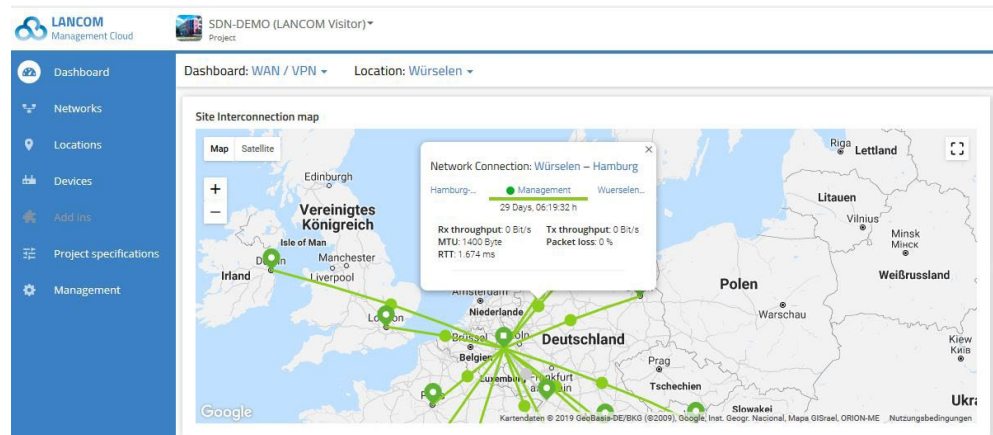 LANCOM
Management Cloud
SDN-DEMO (LANCOM Visitor)
Project
Dashboard
Networks
Locations
Devices
Add ins
Project specifications
Management
Dashboard: WAN / VPN
Location: Würselen
Site Interconnection map
Map
Satellite
+
−
Network Connection: Würselen – Hamburg
Hamburg-...
Management
Wuerselen...
29 Days, 06:19:32 h
Rx throughput: 0 Bit/s
Tx throughput: 0 Bit/s
MTU: 1400 Byte
Packet loss: 0 %
RTT: 1.674 ms
Edinburgh
Vereinigtes
Königreich
Isle of Man
Manchester
Liverpool
Irland
Amsterdam
Niederlande
Belgien
Deutschland
Prag
Tschechien
Polen
Warschau
Slowakei
Riga
Lettland
Litauen
Vilnius
Minsk
Мінск
Weißrussland
Kiew
Київ
Ukra
Google
Kartendaten © 2019 GeoBasis-DE/BKG (©2009), Google, Inst. Geogr. Nacional, Mapa GISrael, ORION-ME
Nutzungsbedingungen